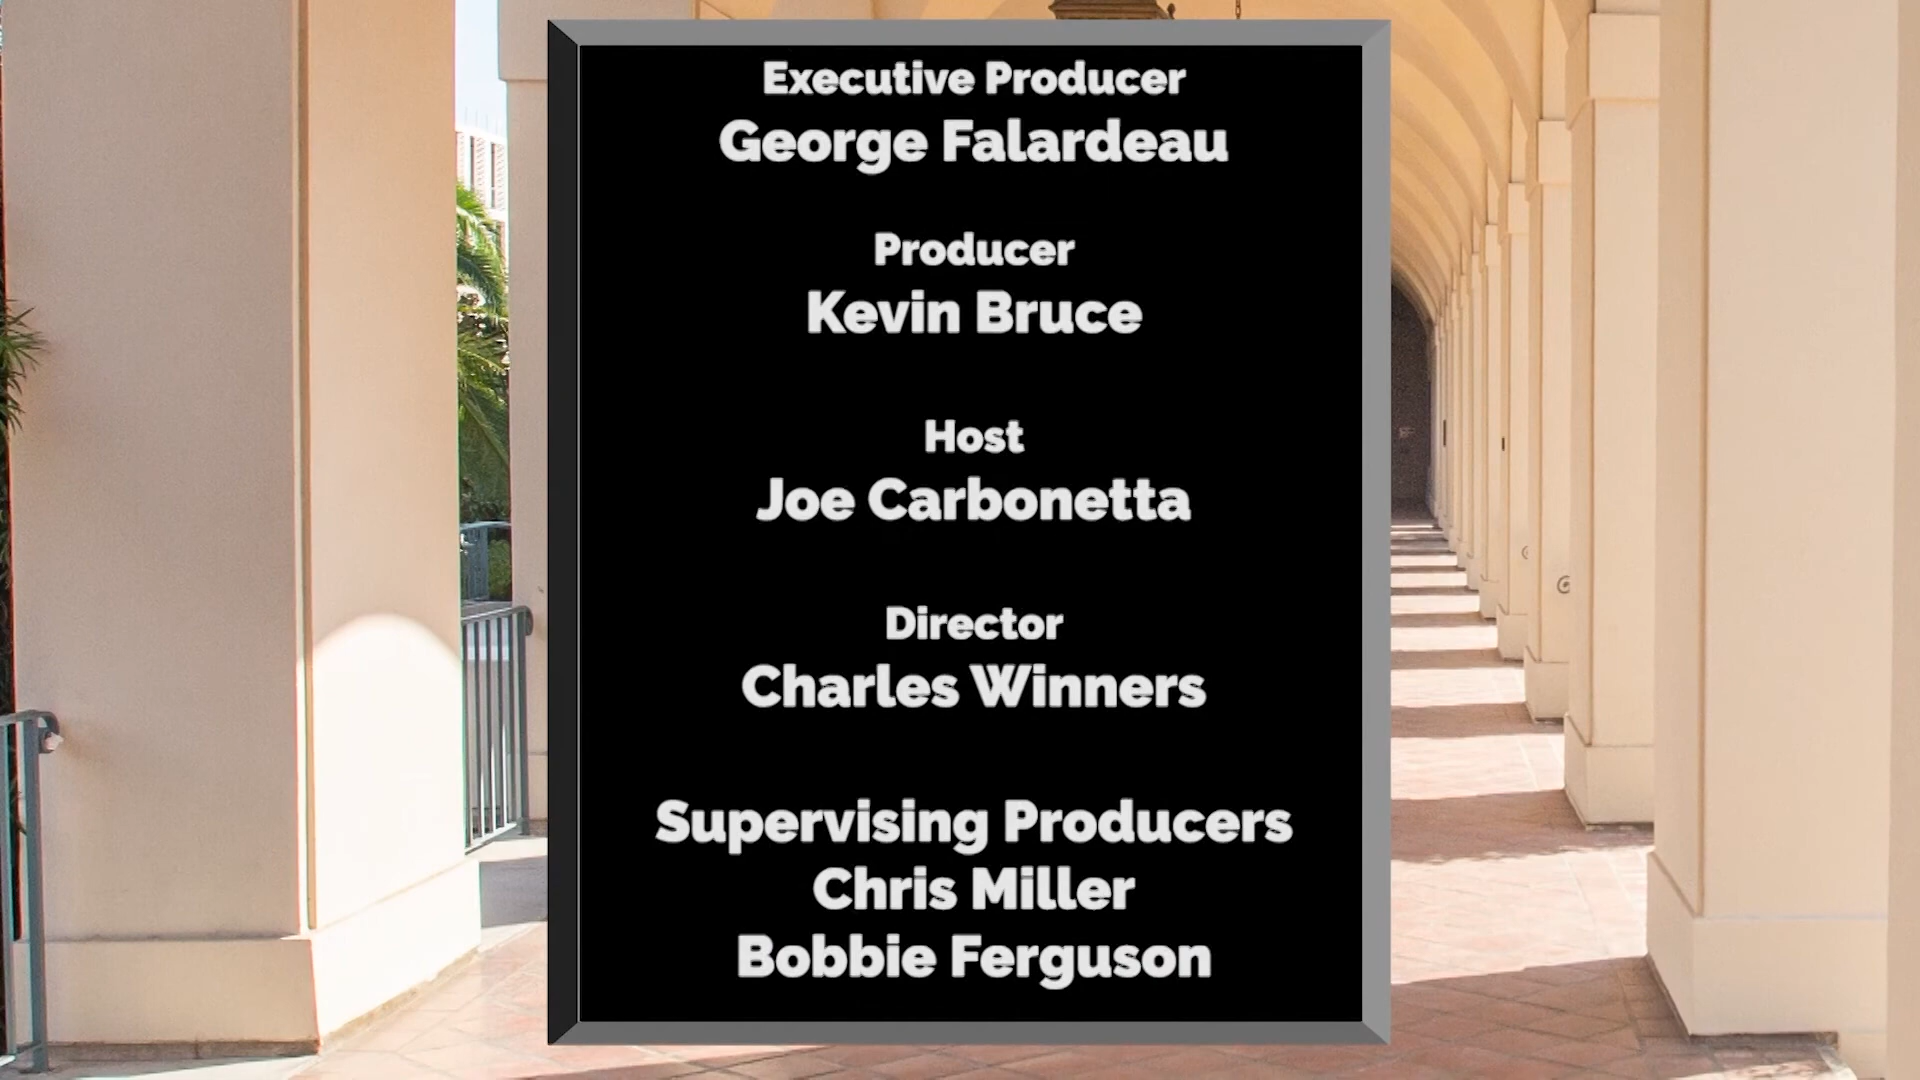 Executive Producer
George Falardeau
Producer
Kevin Bruce
Host
Joe Carbonetta
Director
Charles Winners
Supervising Producers
Chris Miller
Bobbie Ferguson